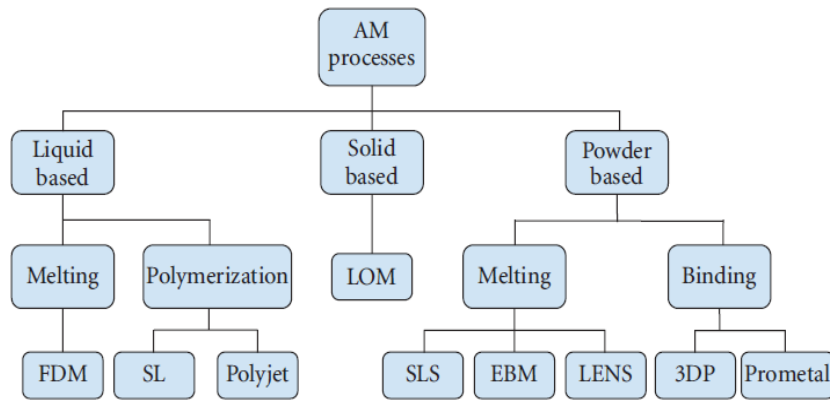 AM
processes
Liquid
based
Solid
based
Powder
based
Melting
Polymerization
LOM
Melting
Binding
FDM
SL
Polyjet
SLS
EBM
LENS
3DP
Prometal